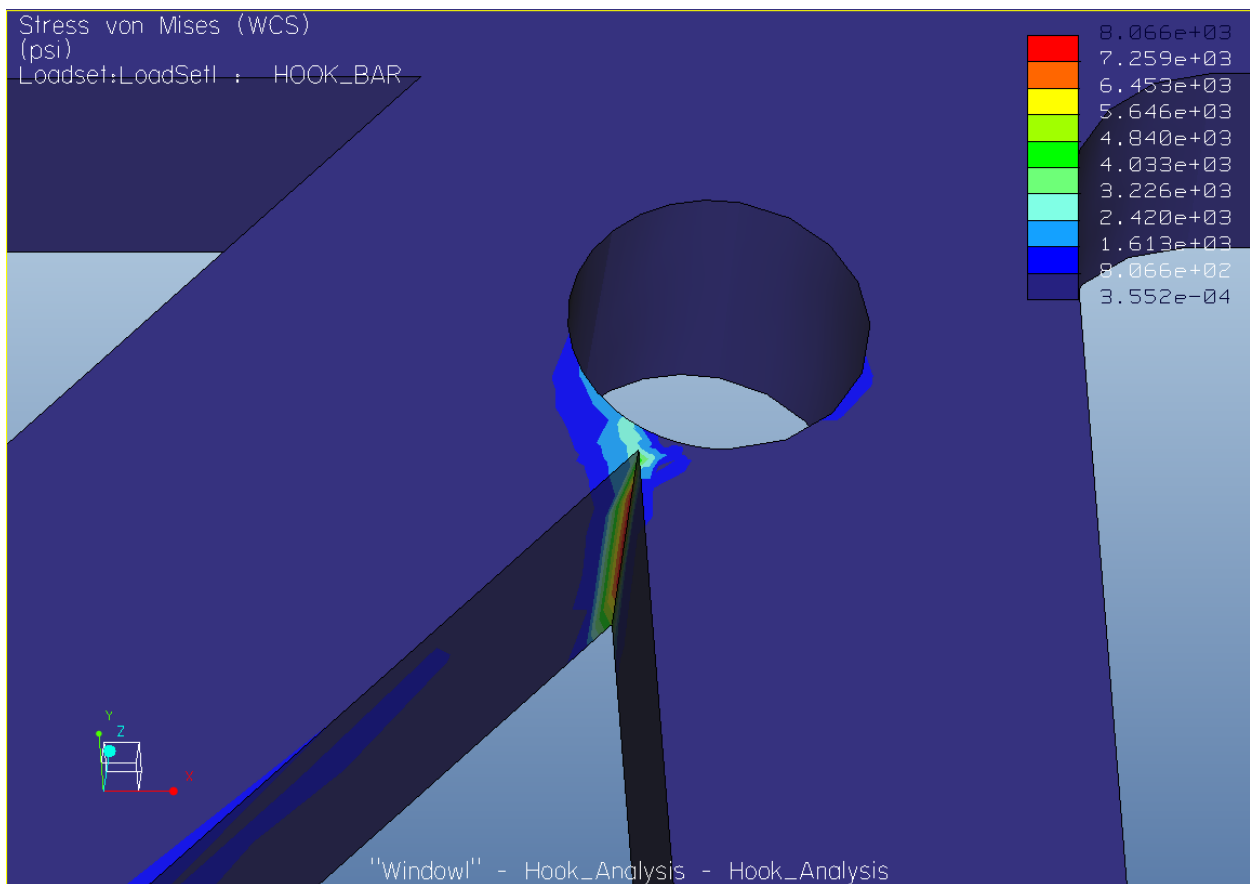 Stress von Mises (WCS)
(psi)
Loadset:LoadSet1 :  HOOK_BAR
8.066e+03
7.259e+03
6.453e+03
5.646e+03
4.840e+03
4.033e+03
3.226e+03
2.420e+03
1.613e+03
8.066e+02
3.552e-04
Y
Z
X
"Window1" - Hook_Analysis - Hook_Analysis